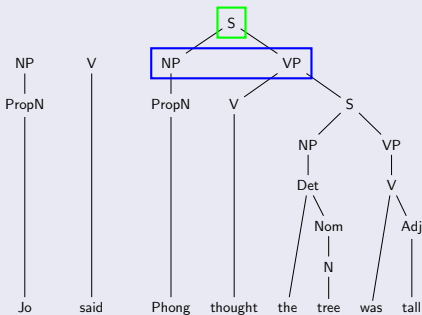 S
NP V NP VP
PropN PropN V S
NP VP
Det V
Nom Adj
N
Jo said Phong thought the tree was tall